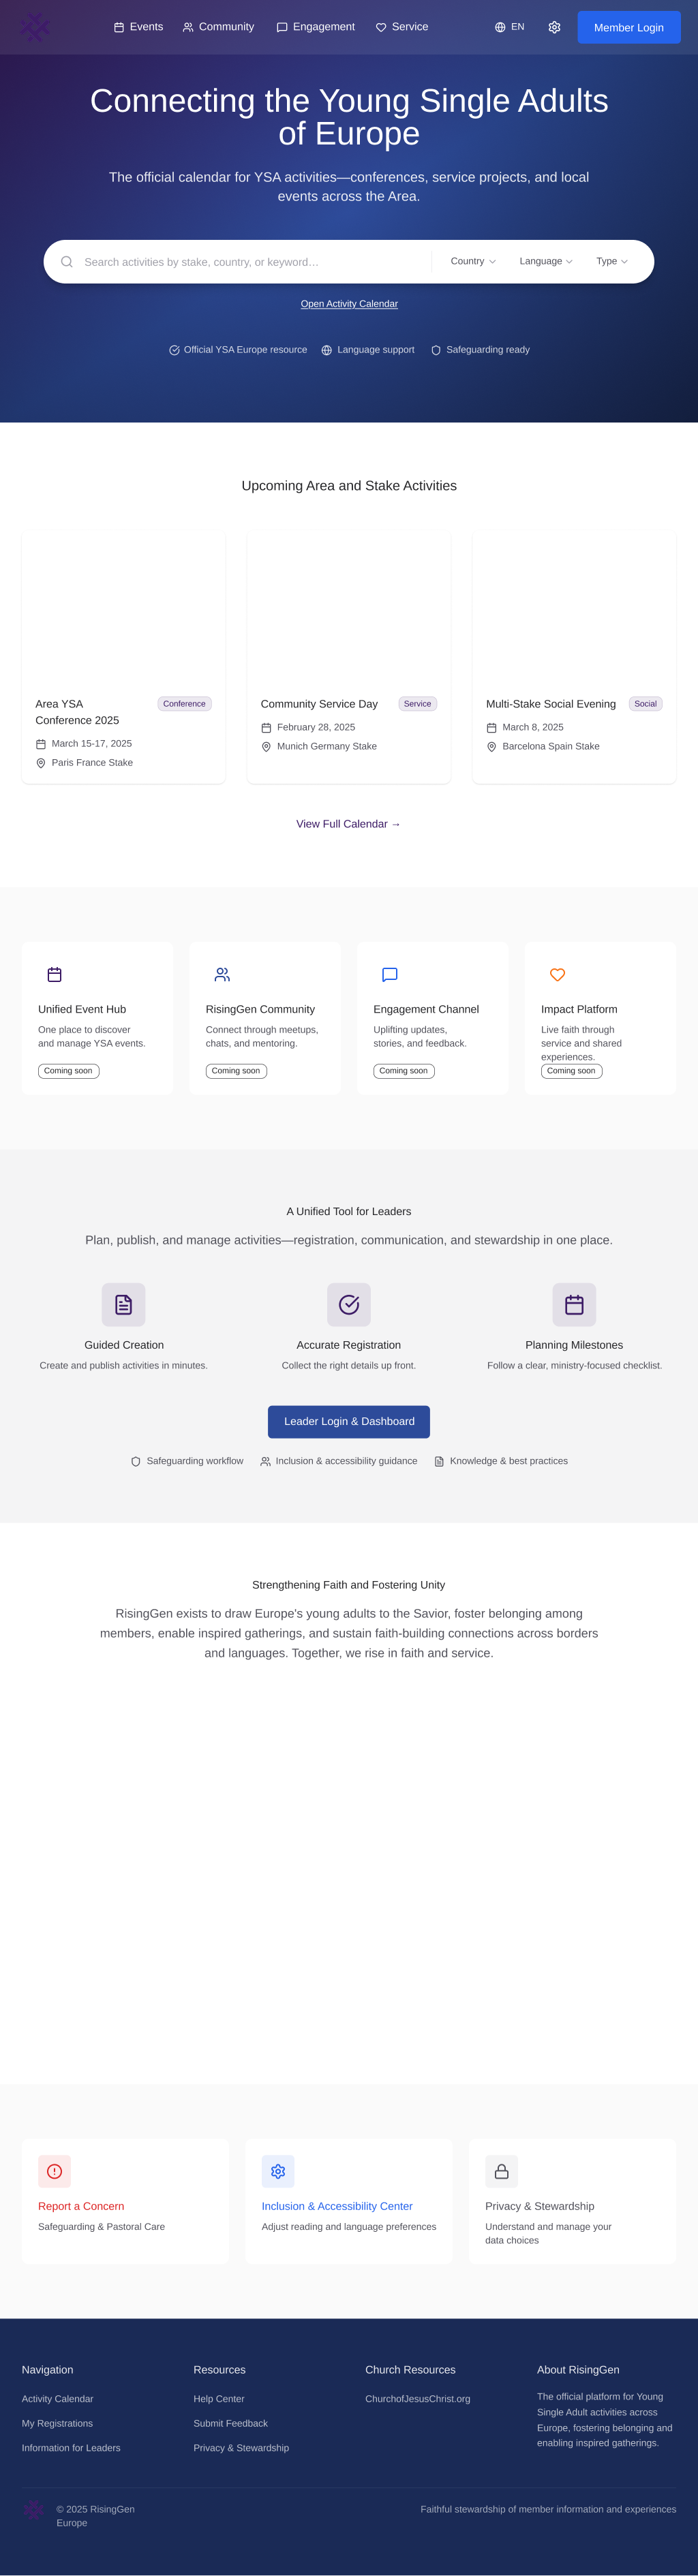 Events Community Engagement Service EN Member Login
Connecting the Young Single Adults
of Europe
The official calendar for YSA activities—conferences, service projects, and local
events across the Area.
Search activities by stake, country, or keyword… Country Language Type
Open Activity Calendar
Official YSA Europe resource Language support Safeguarding ready
Upcoming Area and Stake Activities
Area YSA
Conference 2025
Conference
March 15-17, 2025
Paris France Stake
Community Service Day
Service
February 28, 2025
Munich Germany Stake
Multi-Stake Social Evening
Social
March 8, 2025
Barcelona Spain Stake
View Full Calendar →
Unified Event Hub
One place to discover
and manage YSA events.
Coming soon
RisingGen Community
Connect through meetups,
chats, and mentoring.
Coming soon
Engagement Channel
Uplifting updates,
stories, and feedback.
Coming soon
Impact Platform
Live faith through
service and shared
experiences.
Coming soon
A Unified Tool for Leaders
Plan, publish, and manage activities—registration, communication, and stewardship in one place.
Guided Creation
Create and publish activities in minutes.
Accurate Registration
Collect the right details up front.
Planning Milestones
Follow a clear, ministry-focused checklist.
Leader Login & Dashboard
Safeguarding workflow Inclusion & accessibility guidance Knowledge & best practices
Strengthening Faith and Fostering Unity
RisingGen exists to draw Europe's young adults to the Savior, foster belonging among
members, enable inspired gatherings, and sustain faith-building connections across borders
and languages. Together, we rise in faith and service.
Report a Concern
Safeguarding & Pastoral Care
Inclusion & Accessibility Center
Adjust reading and language preferences
Privacy & Stewardship
Understand and manage your
data choices
Navigation
Activity Calendar
My Registrations
Information for Leaders
Resources
Help Center
Submit Feedback
Privacy & Stewardship
Church Resources
ChurchofJesusChrist.org
About RisingGen
The official platform for Young
Single Adult activities across
Europe, fostering belonging and
enabling inspired gatherings.
© 2025 RisingGen
Europe
Faithful stewardship of member information and experiences